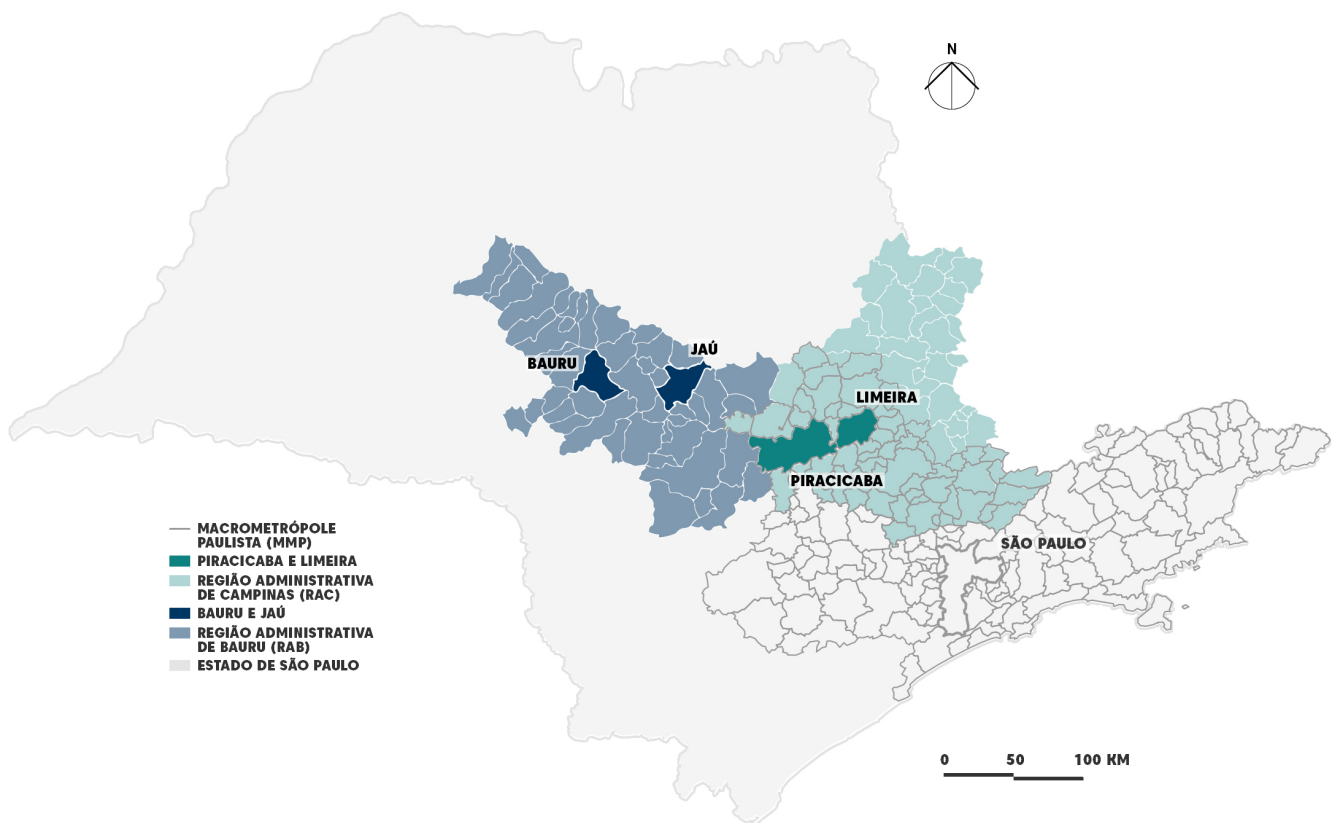 N
JAÚ
BAURU
LIMEIRA
PIRACICABA
SÃO PAULO
MACROMETRÓPOLE
PAULISTA (MMP)
PIRACICABA E LIMEIRA
REGIÃO ADMINISTRATIVA
DE CAMPINAS (RAC)
BAURU E JAÚ
REGIÃO ADMINISTRATIVA
DE BAURU (RAB)
ESTADO DE SÃO PAULO
0 50 100 KM